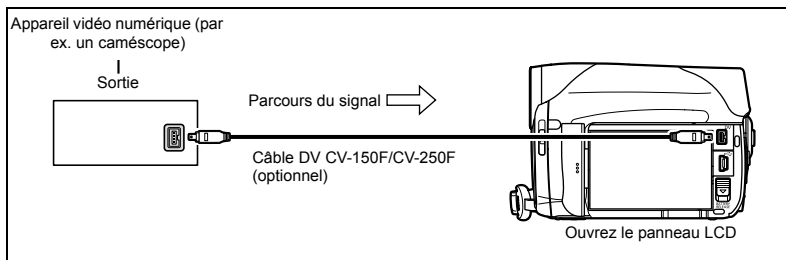 Appareil vidéo numérique (par
ex. un caméscope)
Sortie
Parcours du signal
Câble DV CV-150F/CV-250F
(optionnel)
Ouvrez le panneau LCD